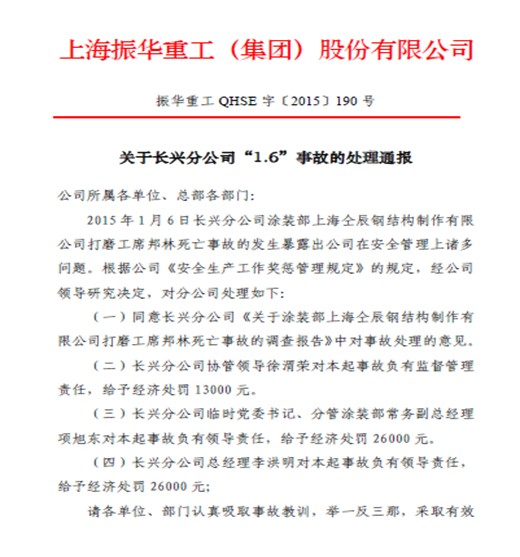 上海振华重工（集团）股份有限公司
振华重工 QHSE 字〔2015〕190 号
关于长兴分公司“1.6”事故的处理通报
公司所属各单位、总部各部门：
2015 年 1 月 6 日长兴分公司涂装部上海仝辰钢结构制作有限
公司打磨工席邦林死亡事故的发生暴露出公司在安全管理上诸多
问题。根据公司《安全生产工作奖惩管理规定》的规定，经公司
领导研究决定，对分公司处理如下：
（一）同意长兴分公司《关于涂装部上海仝辰钢结构制作有
限公司打磨工席邦林死亡事故的调查报告》中对事故处理的意见。
（二）长兴分公司协管领导徐渭荣对本起事故负有监督管理
责任，给予经济处罚 13000 元。
（三）长兴分公司临时党委书记、分管涂装部常务副总经理
项旭东对本起事故负有领导责任，给予经济处罚 26000 元。
（四）长兴分公司总经理李洪明对本起事故负有领导责任，
给予经济处罚 26000 元;
请各单位、部门认真吸取事故教训，举一反三那，采取有效